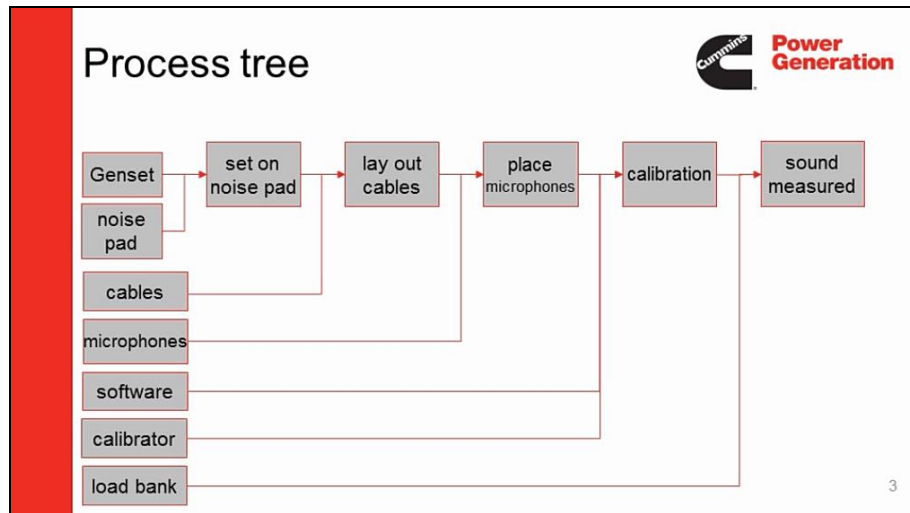 Process tree
Cummins
Power
Generation
Genset
set on
noise pad
lay out
cables
place
microphones
calibration
sound
measured
noise
pad
cables
microphones
software
calibrator
load bank
3